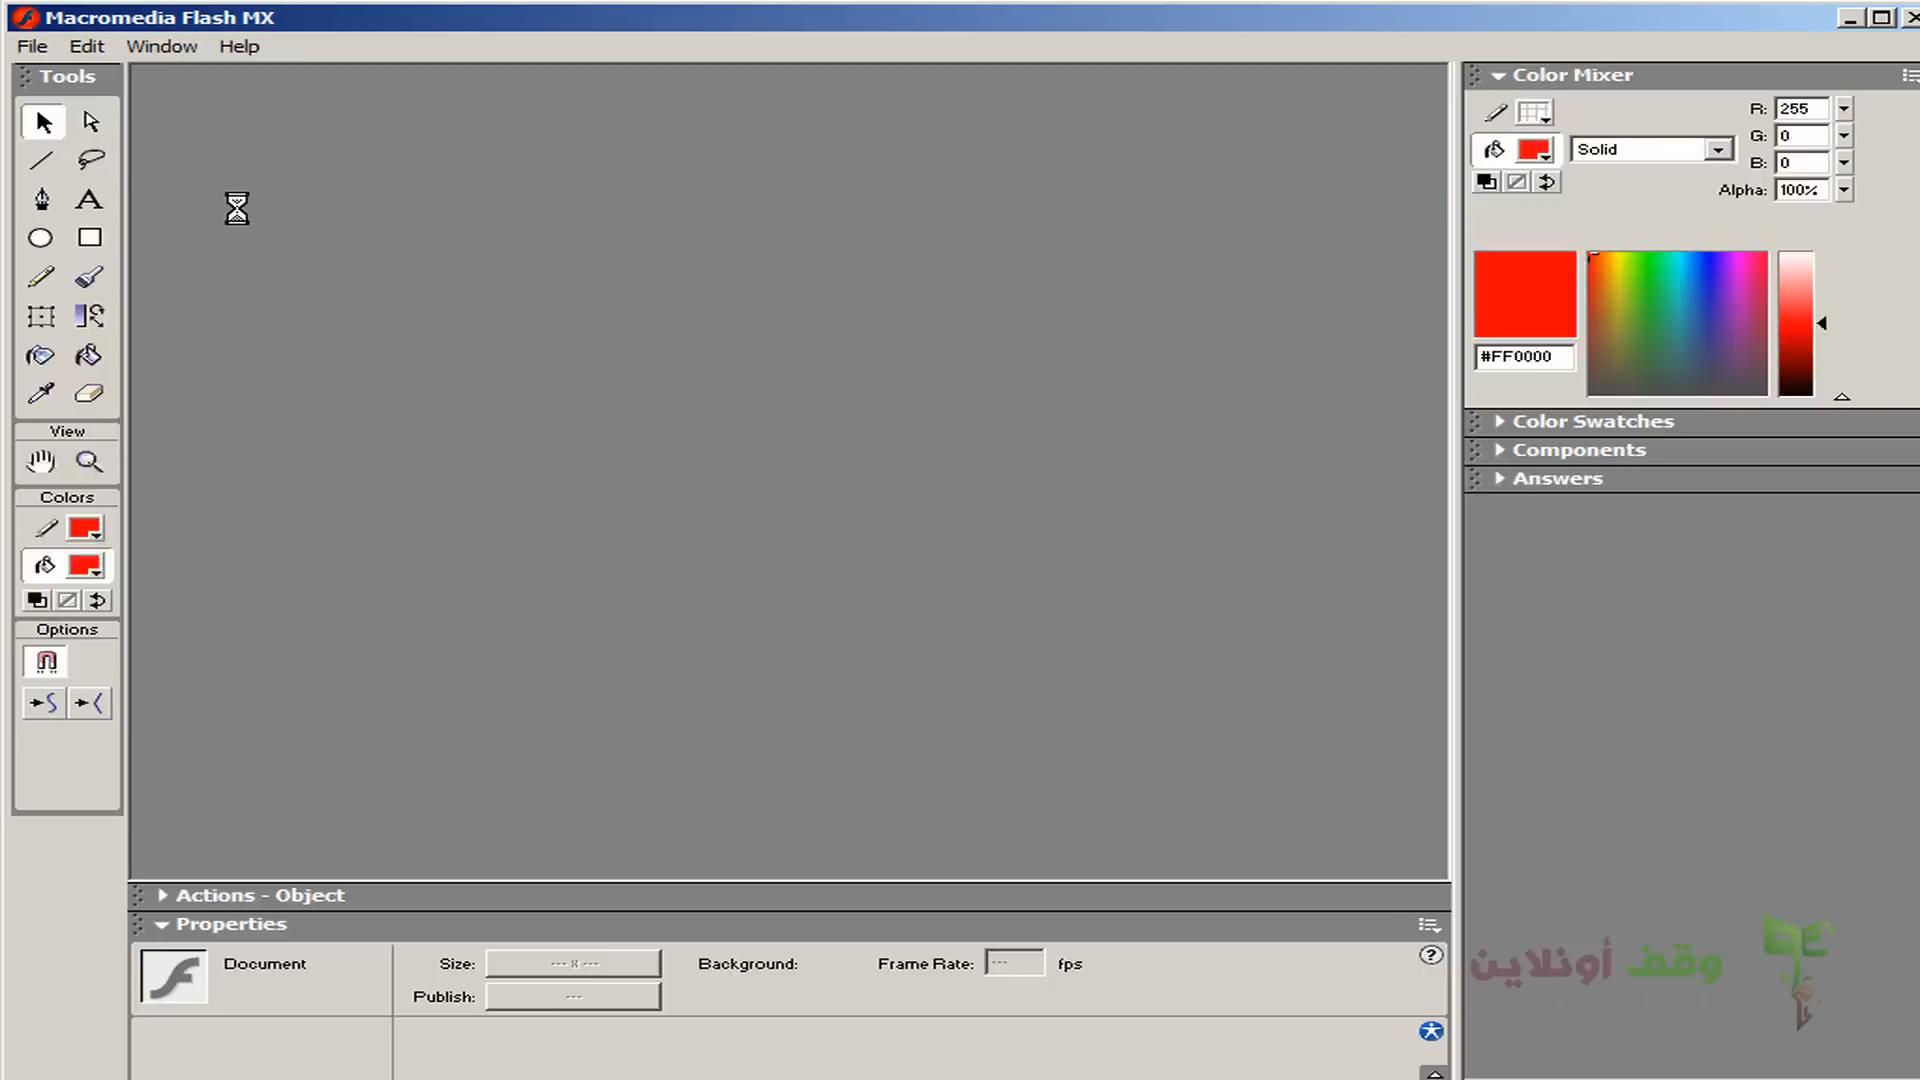 Macromedia Flash MX
File Edit Window Help
Tools
View
Colors
Options
Color Mixer
R: 255
G: 0
Solid
B: 0
Alpha: 100%
#FF0000
Color Swatches
Components
Answers
Actions - Object
Properties
Document
Size: --- x ---
Background:
Frame Rate: --- fps
Publish: ---
وقف أونلاين